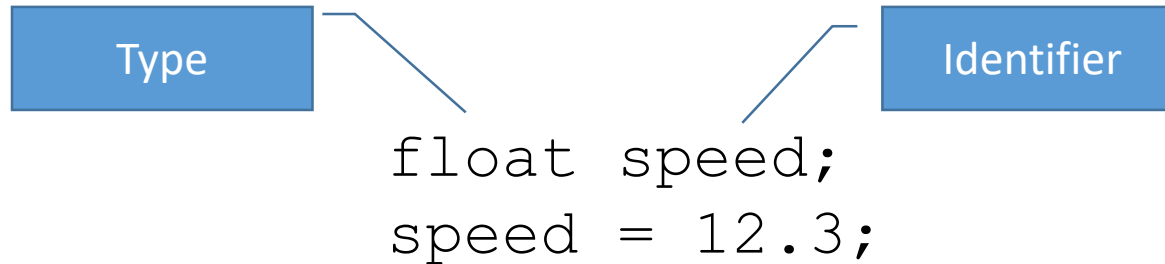 Type
Identifier
float speed;
speed = 12.3;